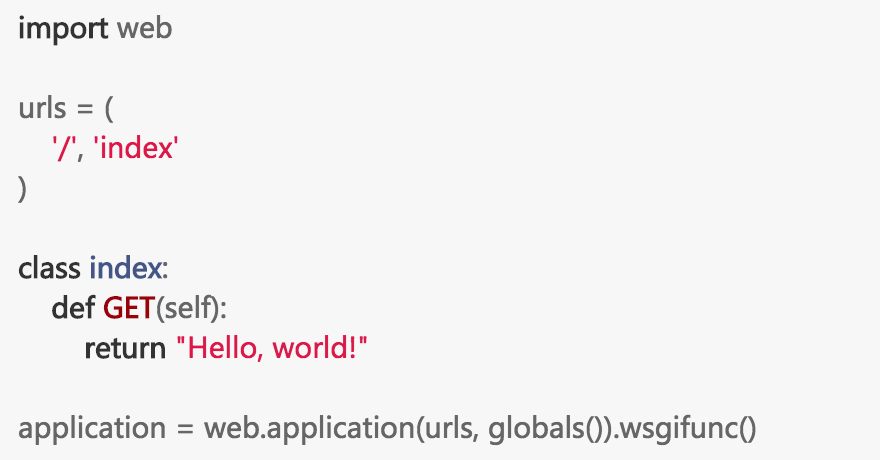 import web
urls = (
'/', 'index'
)
class index:
def GET(self):
return "Hello, world!"
application = web.application(urls, globals()).wsgifunc()